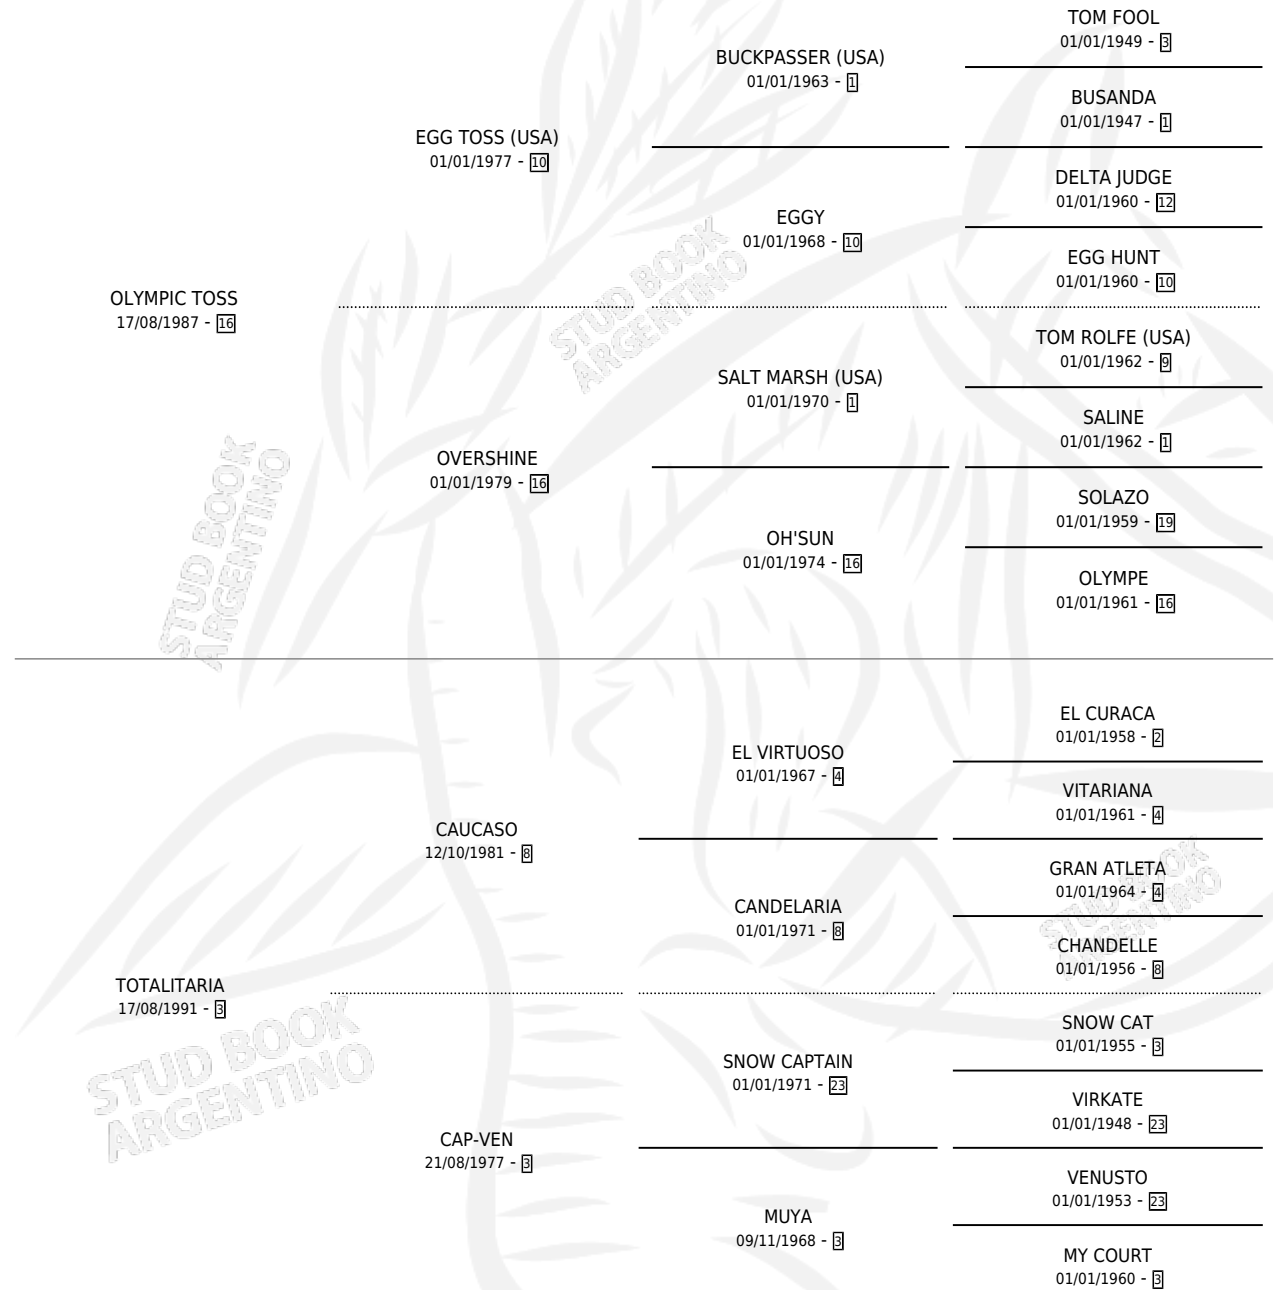 TOM FOOL
01/01/1949 - 3
BUCKPASSER (USA)
01/01/1963 - 1
BUSANDA
01/01/1947 - 1
EGG TOSS (USA)
01/01/1977 - 10
DELTA JUDGE
01/01/1960 - 12
EGGY
01/01/1968 - 10
EGG HUNT
01/01/1960 - 10
OLYMPIC TOSS
17/08/1987 - 16
TOM ROLFE (USA)
01/01/1962 - 9
SALT MARSH (USA)
01/01/1970 - 1
SALINE
01/01/1962 - 1
OVERSHINE
01/01/1979 - 16
SOLAZO
01/01/1959 - 19
OH'SUN
01/01/1974 - 16
OLYMPE
01/01/1961 - 16
EL CURACA
01/01/1958 - 2
EL VIRTUOSO
01/01/1967 - 4
VITARIANA
01/01/1961 - 4
CAUCASO
12/10/1981 - 8
GRAN ATLETA
01/01/1964 - 4
CANDELARIA
01/01/1971 - 8
CHANDELLE
01/01/1956 - 8
TOTALITARIA
17/08/1991 - 3
SNOW CAT
01/01/1955 - 3
SNOW CAPTAIN
01/01/1971 - 23
VIRKATE
01/01/1948 - 23
CAP-VEN
21/08/1977 - 3
VENUSTO
01/01/1953 - 23
MUYA
09/11/1968 - 3
MY COURT
01/01/1960 - 3
STUD BOOK
ARGENTINO
STUD BOOK
ARGENTINO
STUD BOOK
ARGENTINO
STUD BOOK
ARGENTINO